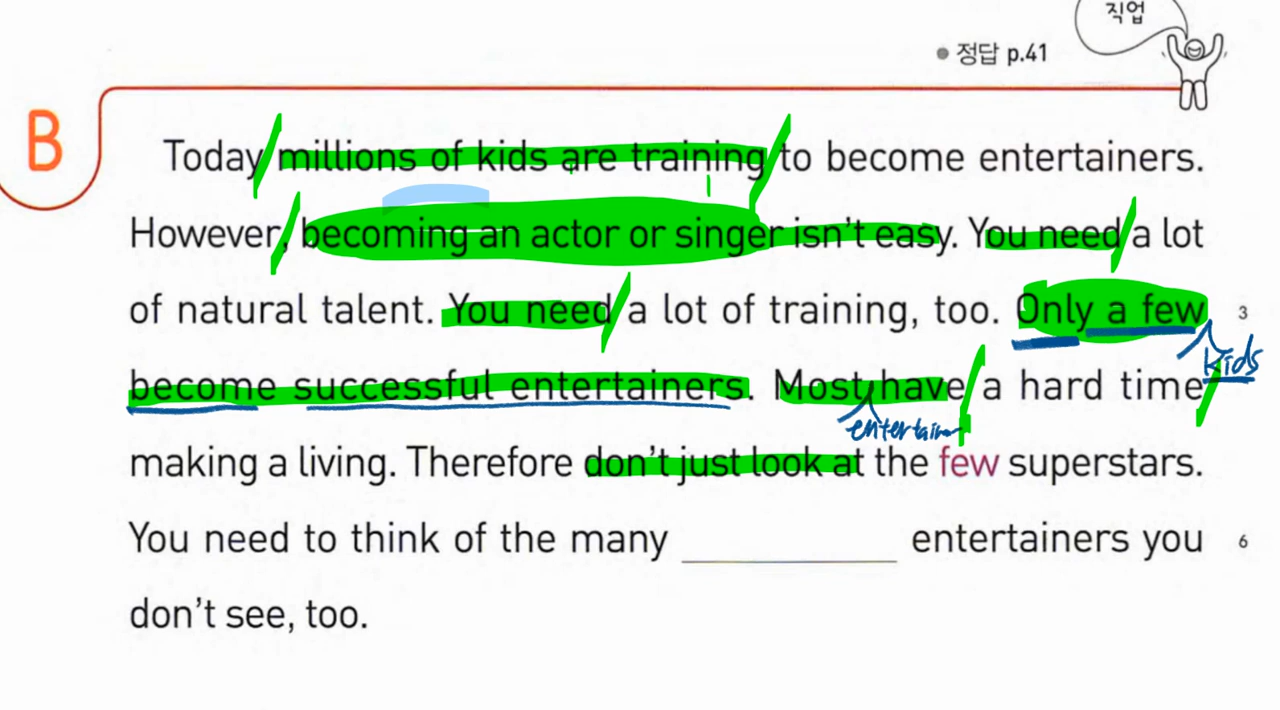 직업
● 정답 p.41
B
Today millions of kids are training to become entertainers.
However, becoming an actor or singer isn't easy. You need a lot
of natural talent. You need a lot of training, too. Only a few 3
kids
become successful entertainers. Most have a hard time
entertainer
making a living. Therefore don't just look at the few superstars.
You need to think of the many ________ entertainers you 6
don't see, too.